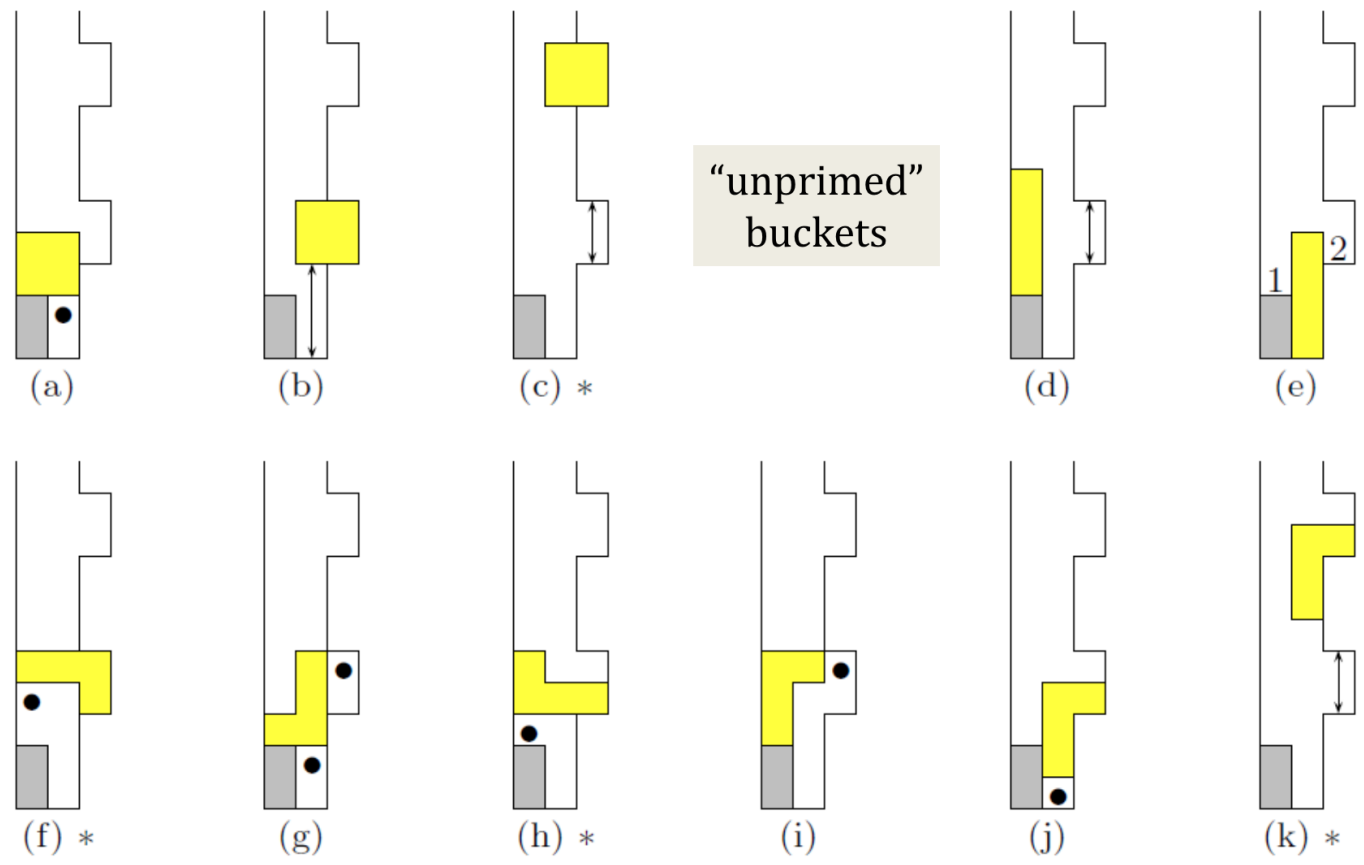 “unprimed”
buckets
1
2
(a)
(b)
(c) *
(d)
(e)
(f) *
(g)
(h) *
(i)
(j)
(k) *